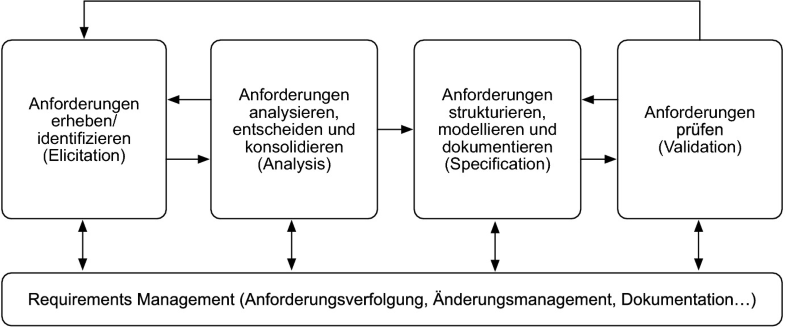 Anforderungen
erheben/
identifizieren
(Elicitation)
Anforderungen
analysieren,
entscheiden und
konsolidieren
(Analysis)
Anforderungen
strukturieren,
modellieren und
dokumentieren
(Specification)
Anforderungen
prüfen
(Validation)
Requirements Management (Anforderungsverfolgung, Änderungsmanagement, Dokumentation…)